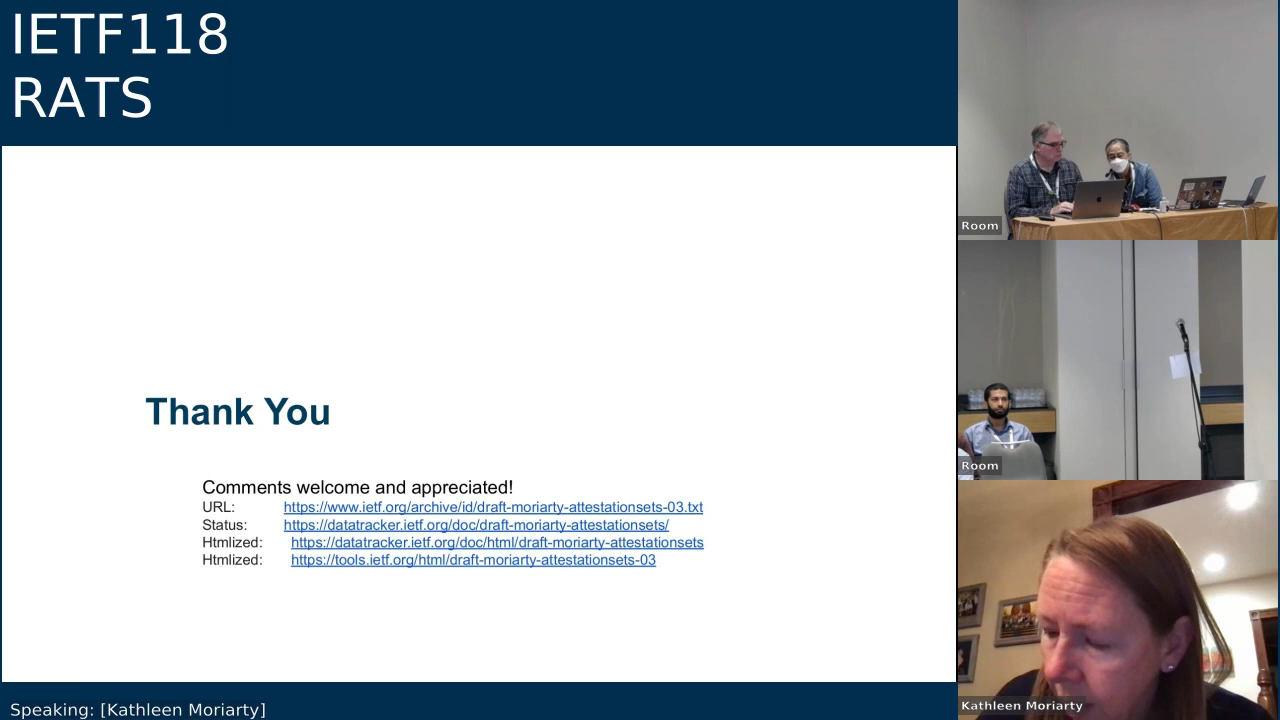 IETF118
RATS
Room
Thank You
Comments welcome and appreciated!
URL: https://www.ietf.org/archive/id/draft-moriarty-attestationsets-03.txt
Status: https://datatracker.ietf.org/doc/draft-moriarty-attestationsets/
Htmlized: https://datatracker.ietf.org/doc/html/draft-moriarty-attestationsets
Htmlized: https://tools.ietf.org/html/draft-moriarty-attestationsets-03
Room
Kathleen Moriarty
Speaking: [Kathleen Moriarty]